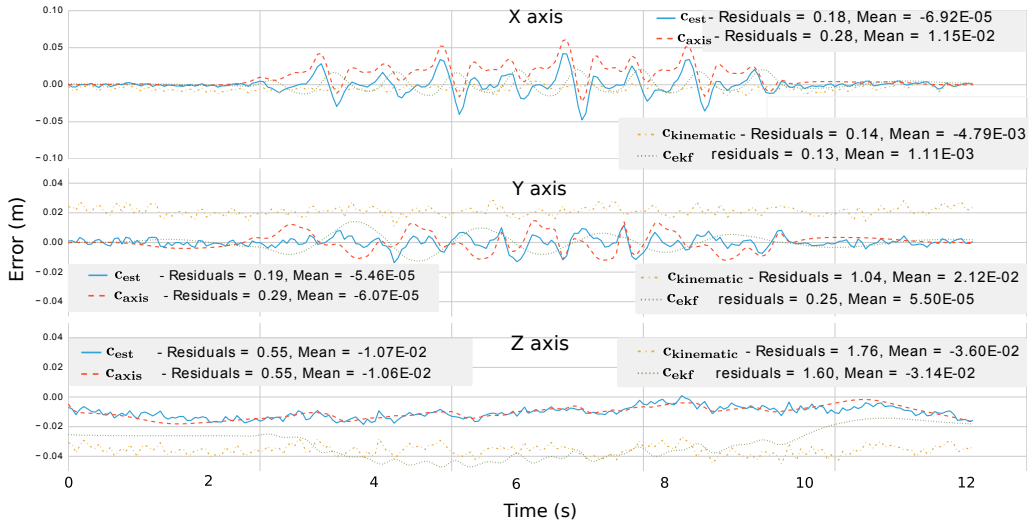 X axis
0.10
0.05
0.00
−0.05
−0.10
c_est - Residuals = 0.18, Mean = -6.92E-05
c_axis - Residuals = 0.28, Mean = 1.15E-02
c_kinematic - Residuals = 0.14, Mean = -4.79E-03
c_ekf residuals = 0.13, Mean = 1.11E-03
Y axis
0.04
0.02
0.00
−0.02
−0.04
c_est - Residuals = 0.19, Mean = -5.46E-05
c_axis - Residuals = 0.29, Mean = -6.07E-05
c_kinematic - Residuals = 1.04, Mean = 2.12E-02
c_ekf residuals = 0.25, Mean = 5.50E-05
Error (m)
Z axis
0.04
0.02
0.00
−0.02
−0.04
c_est - Residuals = 0.55, Mean = -1.07E-02
c_axis - Residuals = 0.55, Mean = -1.06E-02
c_kinematic - Residuals = 1.76, Mean = -3.60E-02
c_ekf residuals = 1.60, Mean = -3.14E-02
0 2 4 6 8 10 12
Time (s)